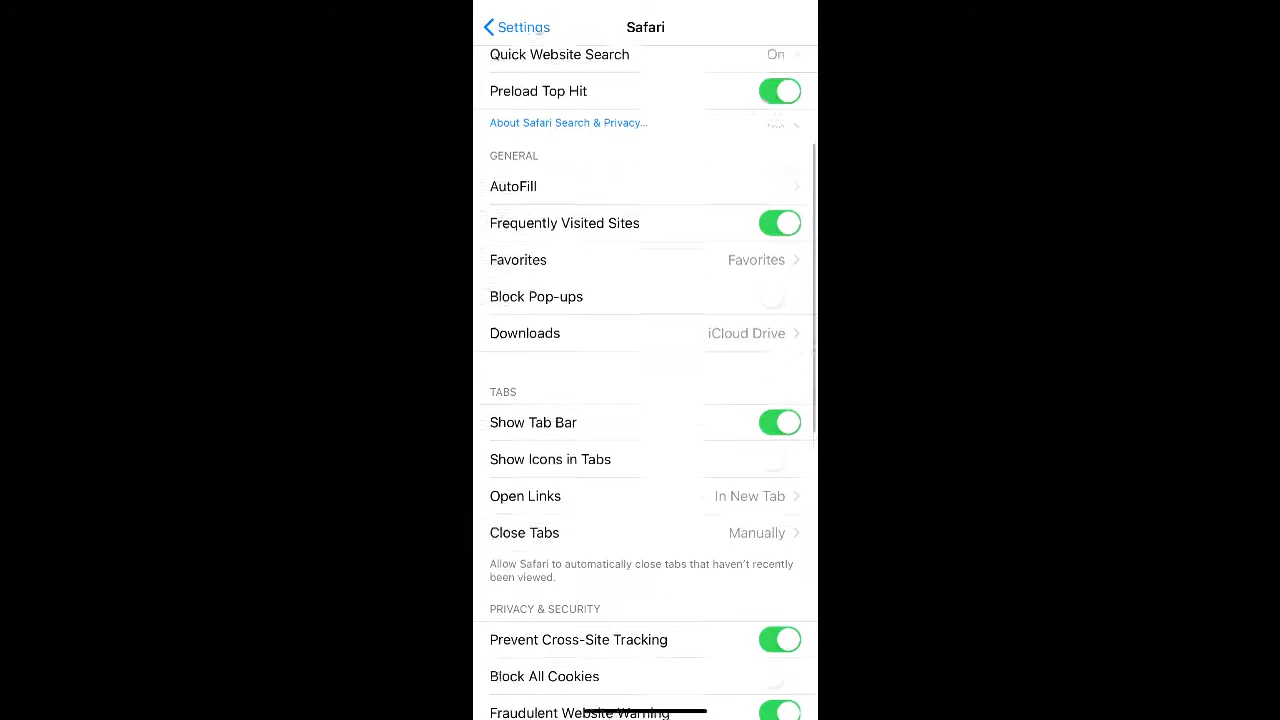 Settings
Safari
Quick Website Search On
Preload Top Hit
About Safari Search & Privacy...
GENERAL
AutoFill
Frequently Visited Sites
Favorites Favorites
Block Pop-ups
Downloads iCloud Drive
TABS
Show Tab Bar
Show Icons in Tabs
Open Links In New Tab
Close Tabs Manually
Allow Safari to automatically close tabs that haven't recently
been viewed.
PRIVACY & SECURITY
Prevent Cross-Site Tracking
Block All Cookies
Fraudulent Website Warning